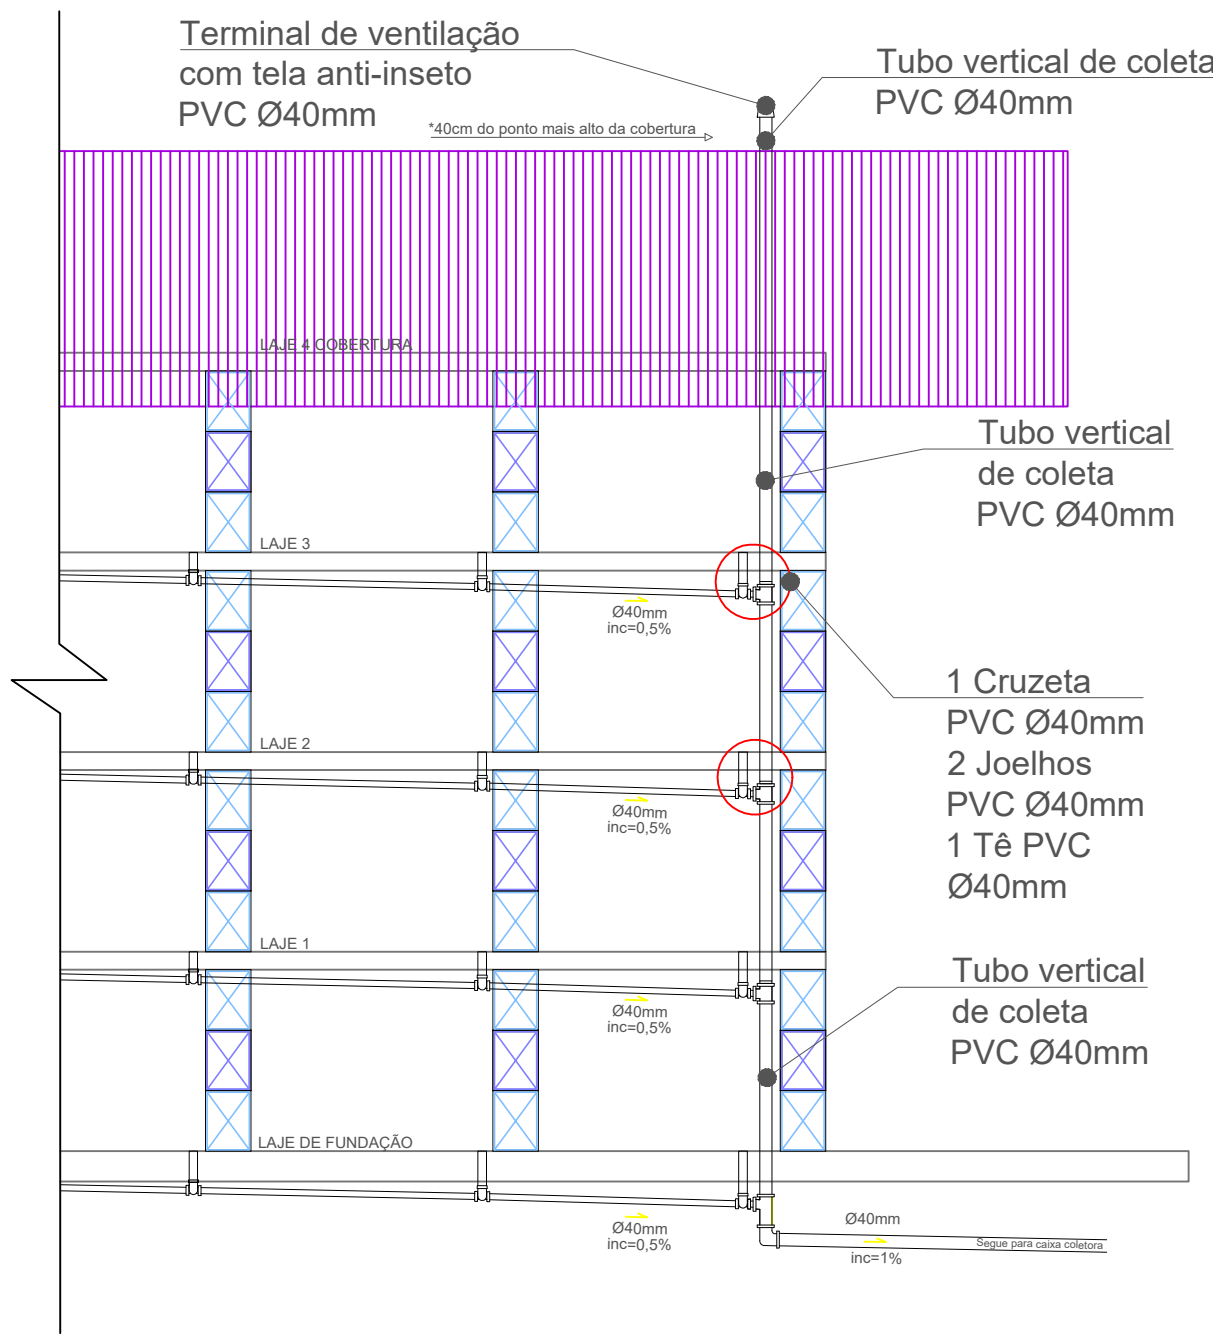 Terminal de ventilação
com tela anti-inseto
PVC Ø40mm
Tubo vertical de coleta
PVC Ø40mm
*40cm do ponto mais alto da cobertura
LAJE 4 COBERTURA
Tubo vertical
de coleta
PVC Ø40mm
LAJE 3
Ø40mm
inc=0,5%
1 Cruzeta
PVC Ø40mm
2 Joelhos
PVC Ø40mm
1 Tê PVC
Ø40mm
LAJE 2
Ø40mm
inc=0,5%
LAJE 1
Ø40mm
inc=0,5%
Tubo vertical
de coleta
PVC Ø40mm
LAJE DE FUNDAÇÃO
Ø40mm
inc=0,5%
Ø40mm
Segue para caixa coletora
inc=1%